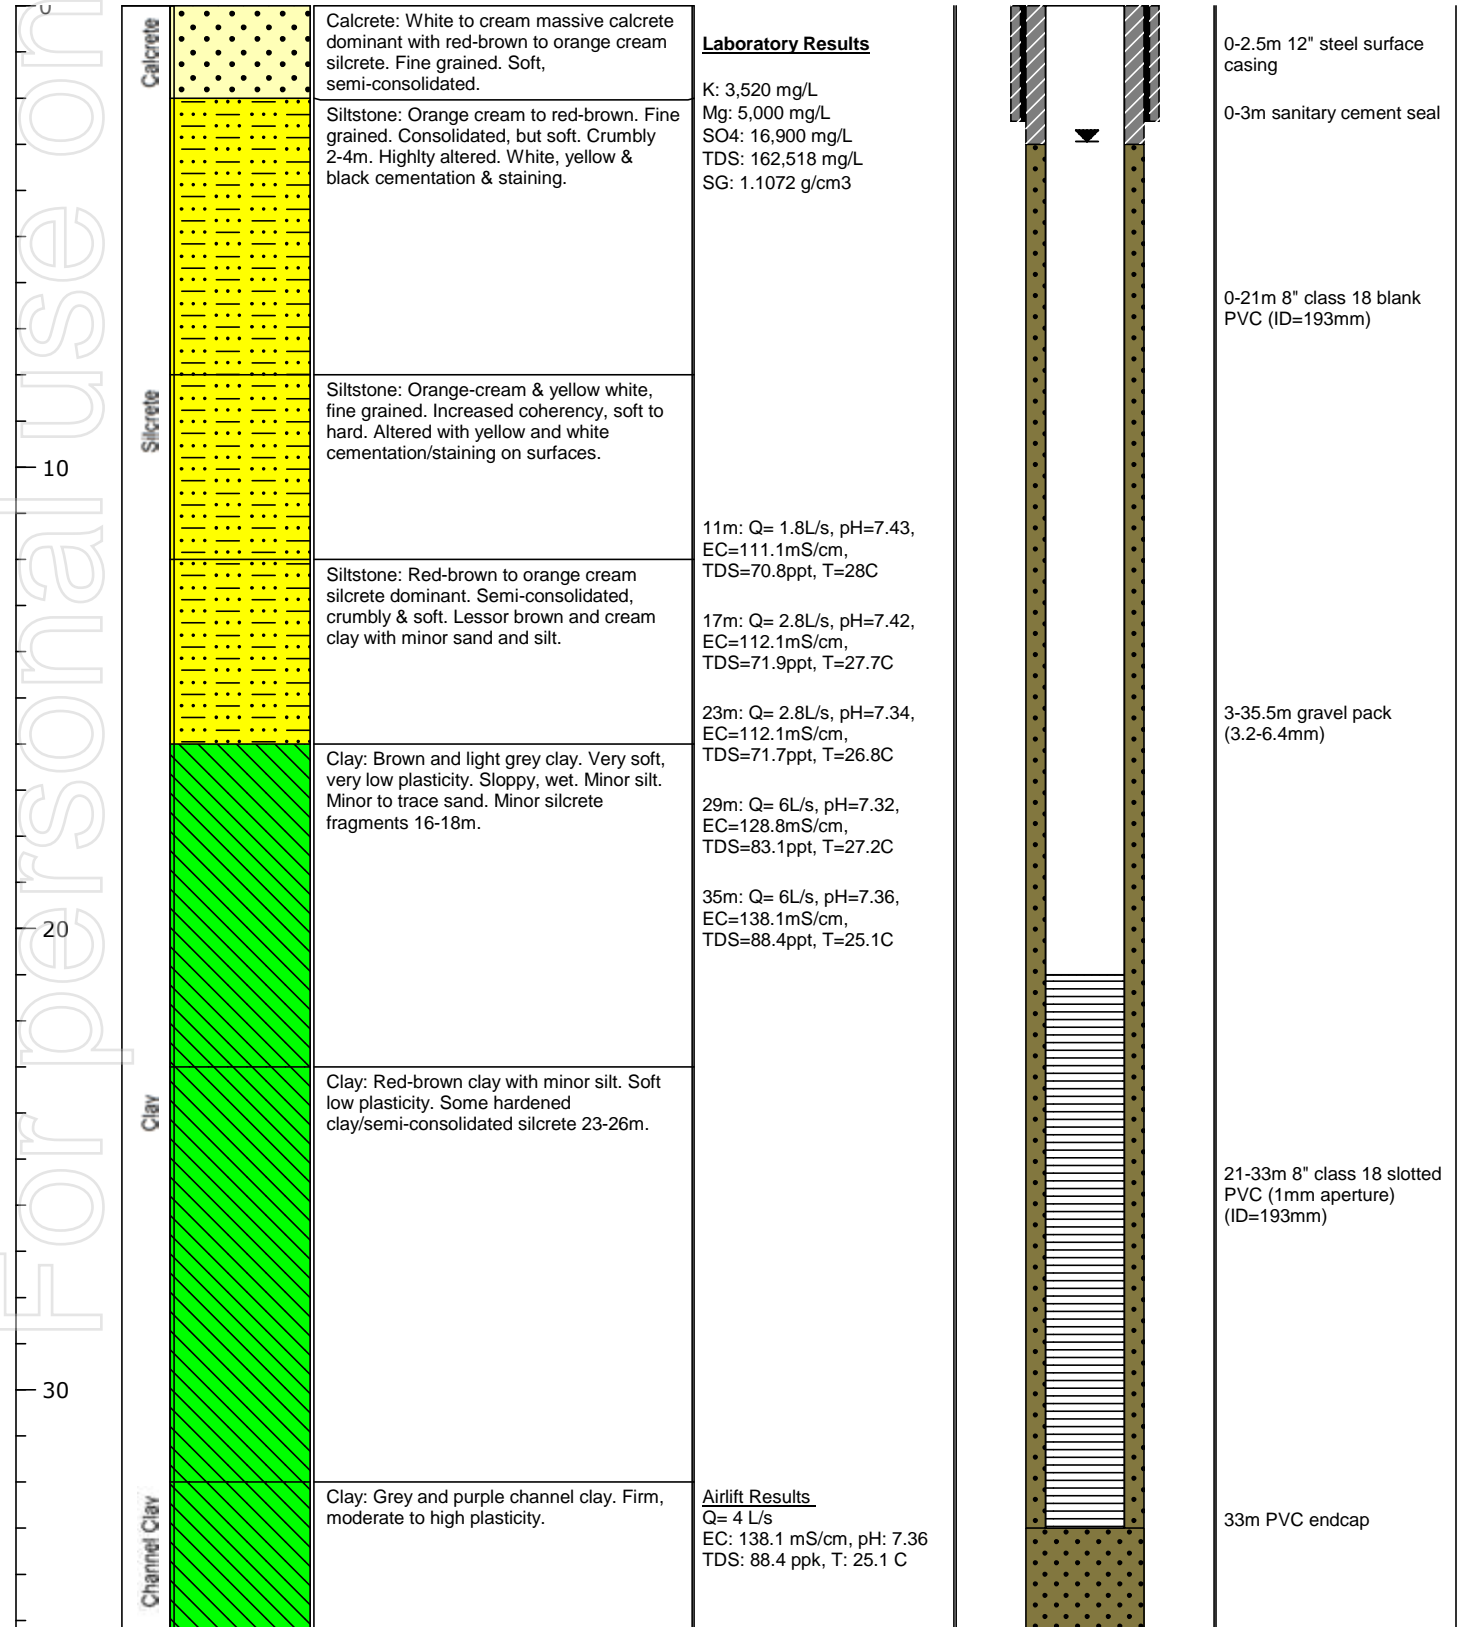 For personal use on
0
10
20
30
Calcrete
Silcrete
Clay
Channel Clay
Calcrete: White to cream massive calcrete
dominant with red-brown to orange cream
silcrete. Fine grained. Soft,
semi-consolidated.
Siltstone: Orange cream to red-brown. Fine
grained. Consolidated, but soft. Crumbly
2-4m. Highlty altered. White, yellow &
black cementation & staining.
Siltstone: Orange-cream & yellow white,
fine grained. Increased coherency, soft to
hard. Altered with yellow and white
cementation/staining on surfaces.
Siltstone: Red-brown to orange cream
silcrete dominant. Semi-consolidated,
crumbly & soft. Lessor brown and cream
clay with minor sand and silt.
Clay: Brown and light grey clay. Very soft,
very low plasticity. Sloppy, wet. Minor silt.
Minor to trace sand. Minor silcrete
fragments 16-18m.
Clay: Red-brown clay with minor silt. Soft
low plasticity. Some hardened
clay/semi-consolidated silcrete 23-26m.
Clay: Grey and purple channel clay. Firm,
moderate to high plasticity.
Laboratory Results
K: 3,520 mg/L
Mg: 5,000 mg/L
SO4: 16,900 mg/L
TDS: 162,518 mg/L
SG: 1.1072 g/cm3
11m: Q= 1.8L/s, pH=7.43,
EC=111.1mS/cm,
TDS=70.8ppt, T=28C
17m: Q= 2.8L/s, pH=7.42,
EC=112.1mS/cm,
TDS=71.9ppt, T=27.7C
23m: Q= 2.8L/s, pH=7.34,
EC=112.1mS/cm,
TDS=71.7ppt, T=26.8C
29m: Q= 6L/s, pH=7.32,
EC=128.8mS/cm,
TDS=83.1ppt, T=27.2C
35m: Q= 6L/s, pH=7.36,
EC=138.1mS/cm,
TDS=88.4ppt, T=25.1C
Airlift Results
Q= 4 L/s
EC: 138.1 mS/cm, pH: 7.36
TDS: 88.4 ppk, T: 25.1 C
0-2.5m 12" steel surface
casing
0-3m sanitary cement seal
0-21m 8" class 18 blank
PVC (ID=193mm)
3-35.5m gravel pack
(3.2-6.4mm)
21-33m 8" class 18 slotted
PVC (1mm aperture)
(ID=193mm)
33m PVC endcap